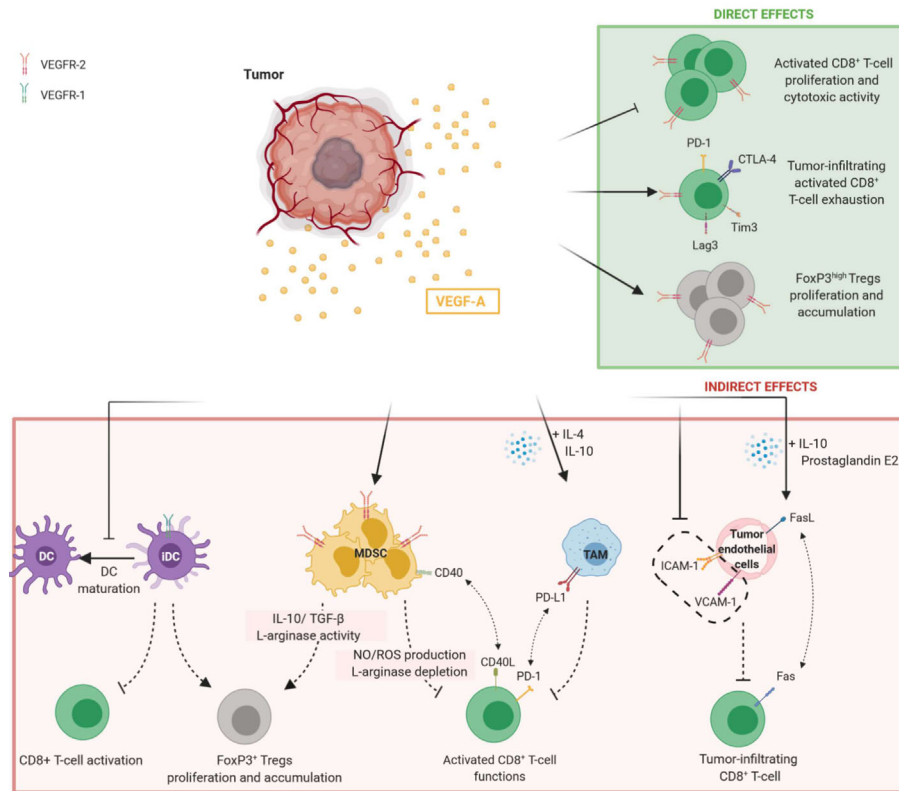 DIRECT EFFECTS
VEGFR-2
VEGFR-1
Tumor
VEGF-A
Activated CD8⁺ T-cell
proliferation and
cytotoxic activity
PD-1
CTLA-4
Tim3
Lag3
Tumor-infiltrating
activated CD8⁺
T-cell exhaustion
FoxP3ʰⁱᵍʰ Tregs
proliferation and
accumulation
INDIRECT EFFECTS
+ IL-4
IL-10
+ IL-10
Prostaglandin E2
DC
iDC
DC
maturation
MDSC
CD40
TAM
PD-L1
Tumor
endothelial
cells
FasL
ICAM-1
VCAM-1
IL-10/ TGF-β
L-arginase activity
NO/ROS production
L-arginase depletion
CD40L
PD-1
Fas
CD8+ T-cell activation
FoxP3⁺ Tregs
proliferation and accumulation
Activated CD8⁺ T-cell
functions
Tumor-infiltrating
CD8⁺ T-cell